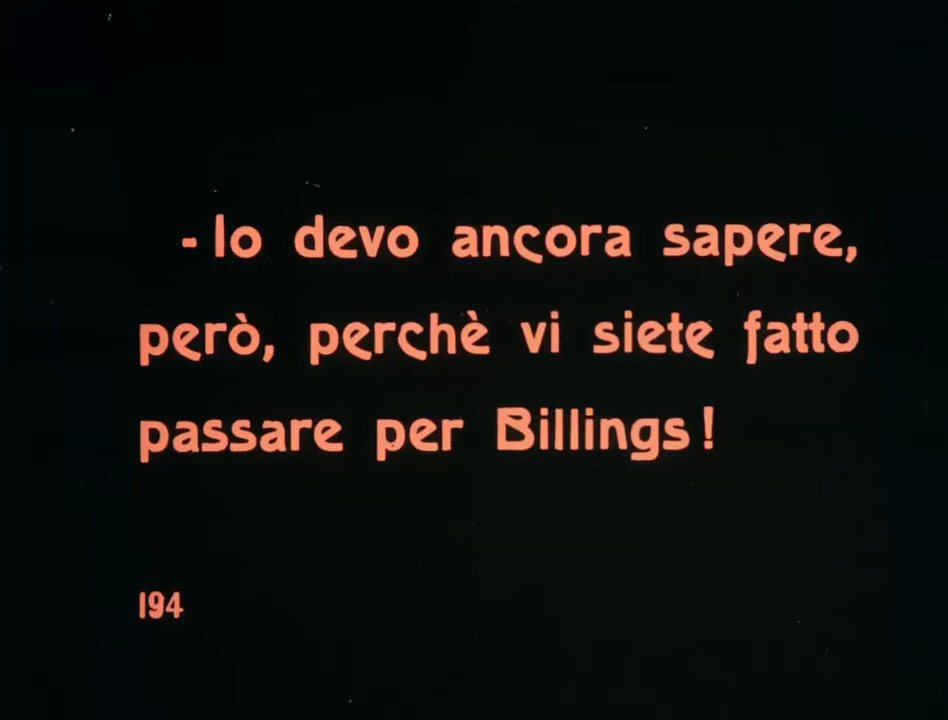 - Io devo ancora sapere,
però, perchè vi siete fatto
passare per Billings!
194